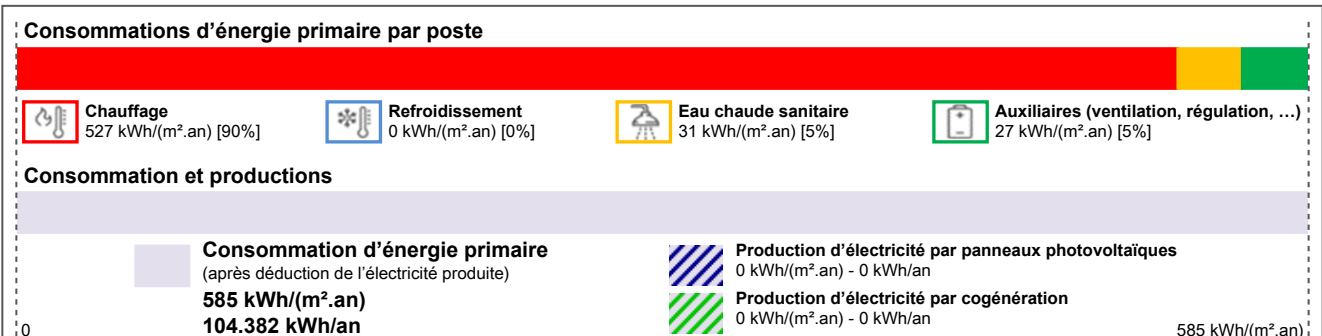 Consommations d’énergie primaire par poste
Chauffage
527 kWh/(m².an) [90%]
Refroidissement
0 kWh/(m².an) [0%]
Eau chaude sanitaire
31 kWh/(m².an) [5%]
Auxiliaires (ventilation, régulation, …)
27 kWh/(m².an) [5%]
Consommation et productions
Consommation d’énergie primaire
(après déduction de l’électricité produite)
585 kWh/(m².an)
104.382 kWh/an
Production d’électricité par panneaux photovoltaïques
0 kWh/(m².an) - 0 kWh/an
Production d’électricité par cogénération
0 kWh/(m².an) - 0 kWh/an
0
585 kWh/(m².an)